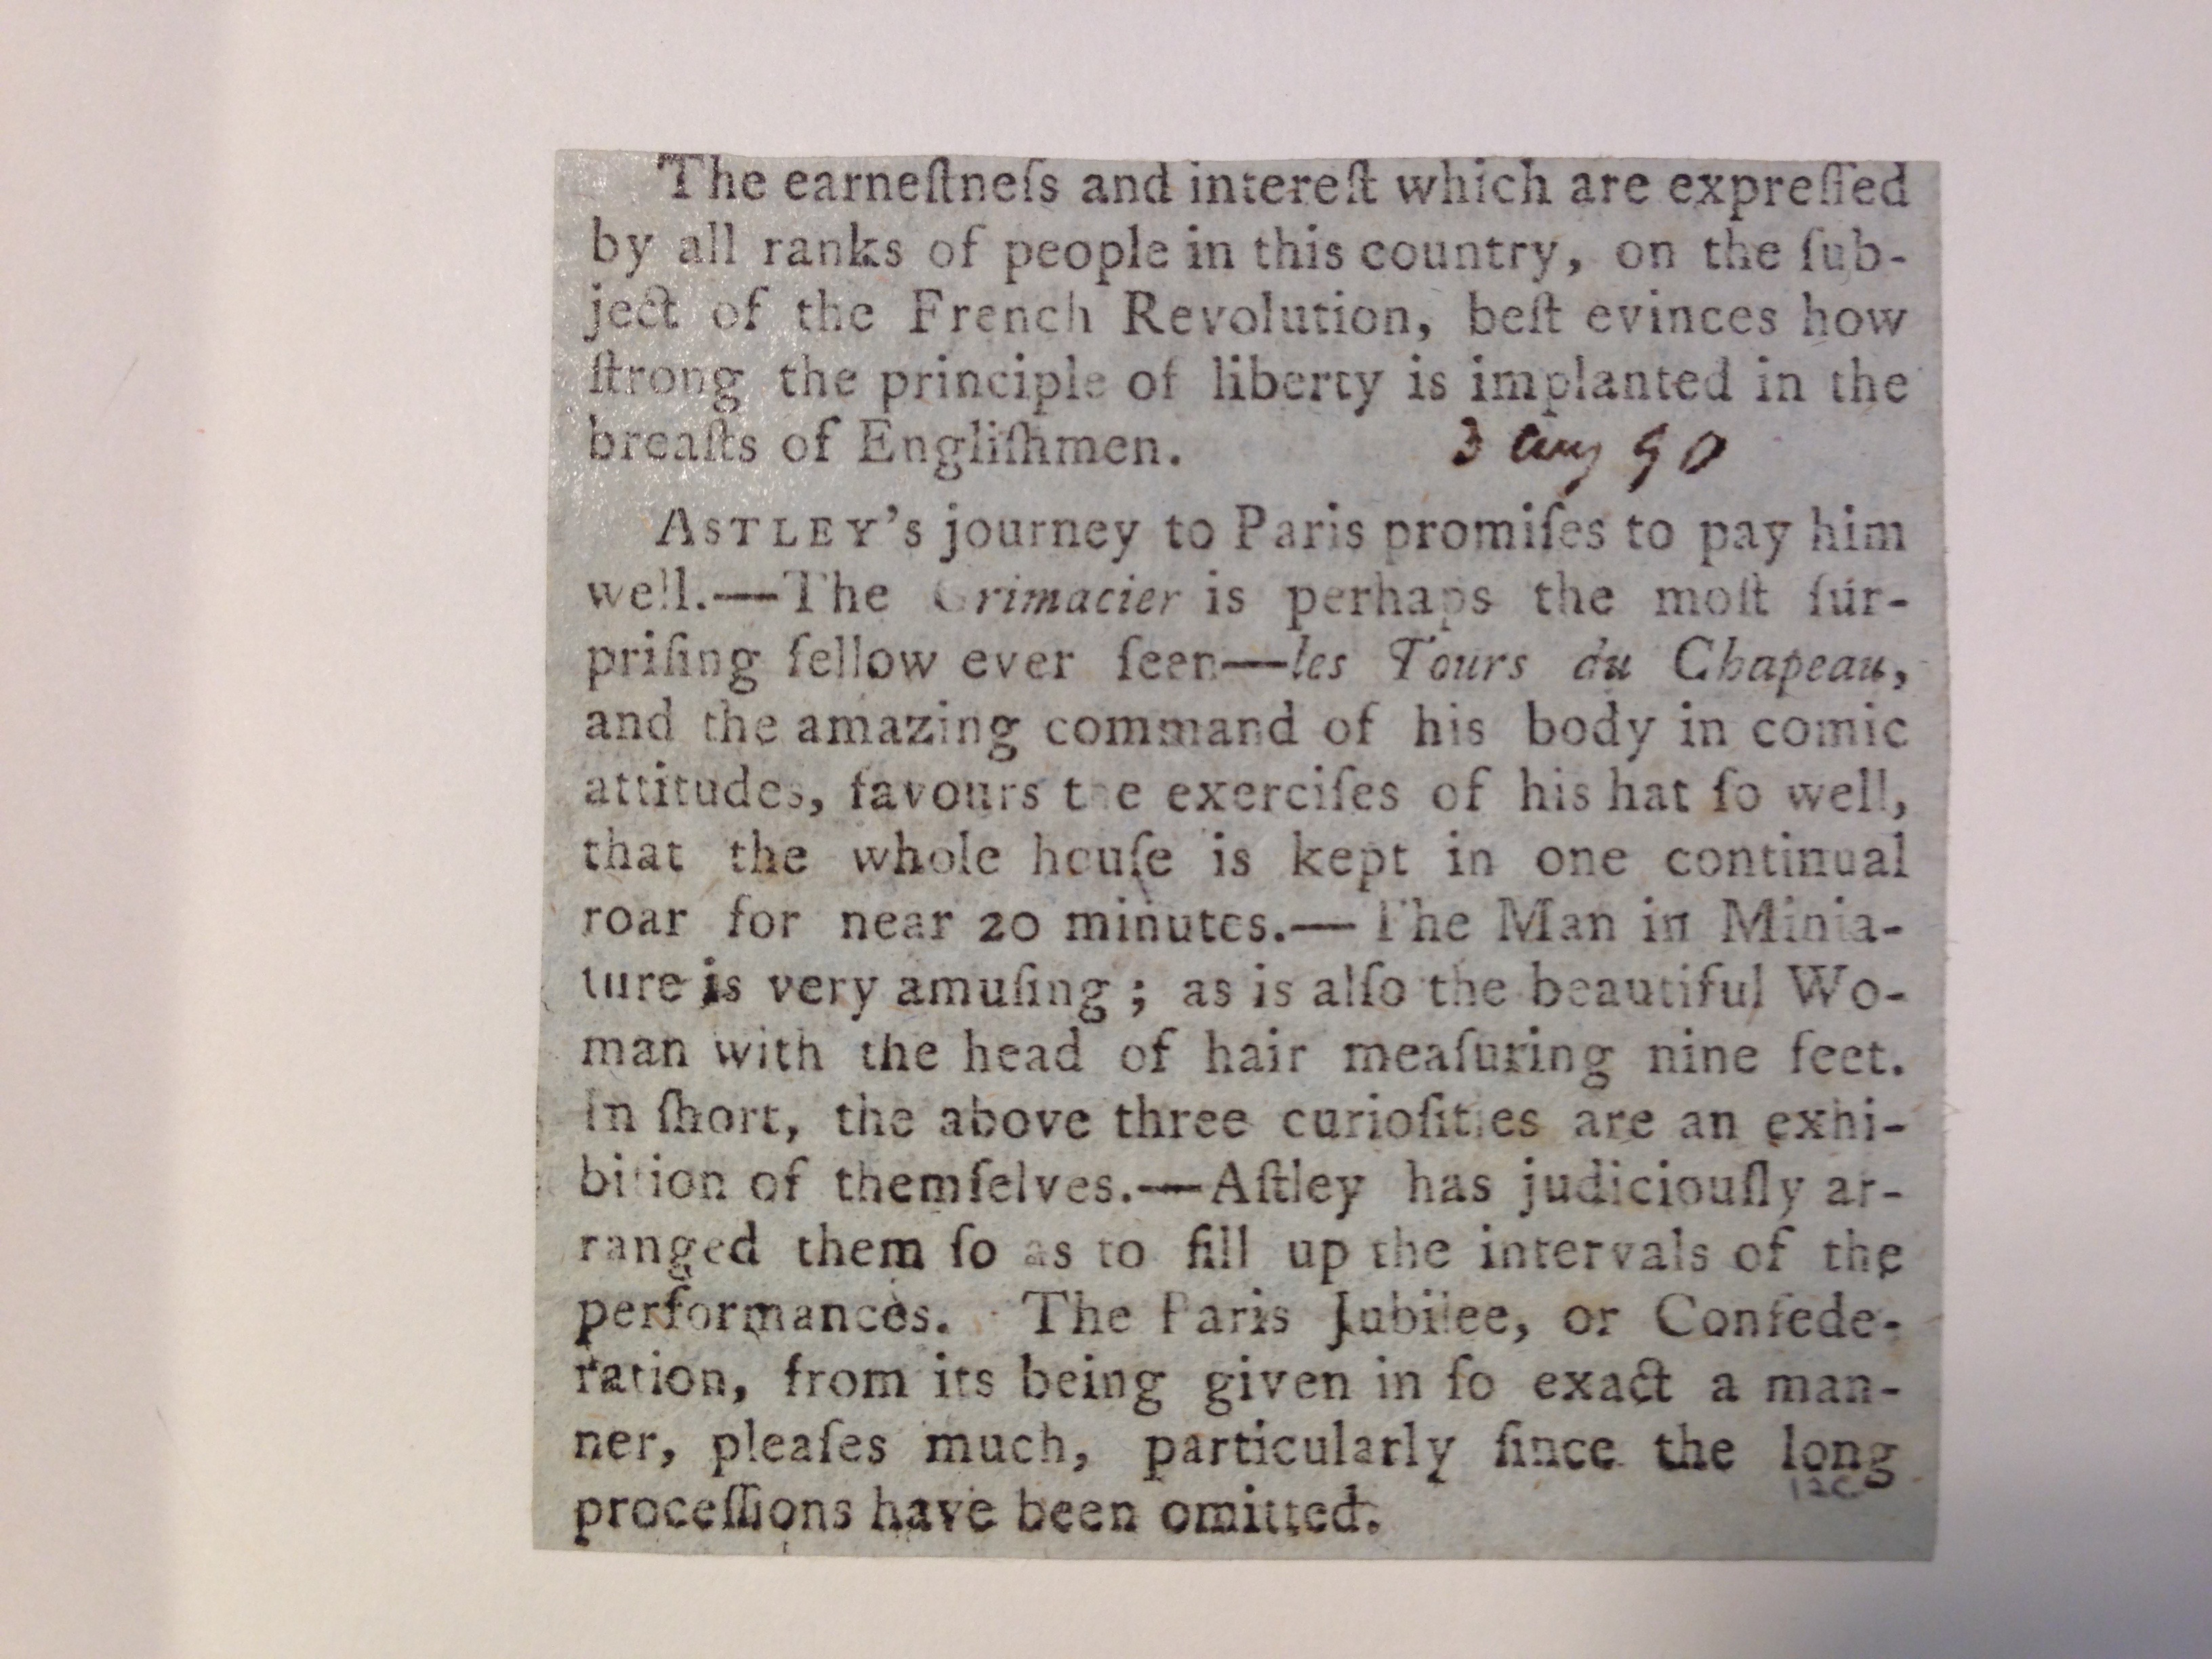 The earneſtneſs and intereſt which are expreſſed
by all ranks of people in this country, on the ſub-
ject of the French Revolution, beſt evinces how
ſtrong the principle of liberty is implanted in the
breaſts of Engliſhmen.
3 Aug 90
ASTLEY's journey to Paris promiſes to pay him
well.—The Grimacier is perhaps the moſt ſur-
priſing fellow ever ſeen—les Tours du Chapeau,
and the amazing command of his body in comic
attitudes, favours the exerciſes of his hat ſo well,
that the whole houſe is kept in one continual
roar for near 20 minutes.—The Man in Minia-
ture is very amuſing; as is alſo the beautiful Wo-
man with the head of hair meaſuring nine feet.
In ſhort, the above three curioſities are an exhi-
bition of themſelves.—Aſtley has judiciouſly ar-
ranged them ſo as to fill up the intervals of the
performances. The Paris Jubilee, or Confede-
ration, from its being given in ſo exact a man-
ner, pleaſes much, particularly ſince the long
proceſſions have been omitted.